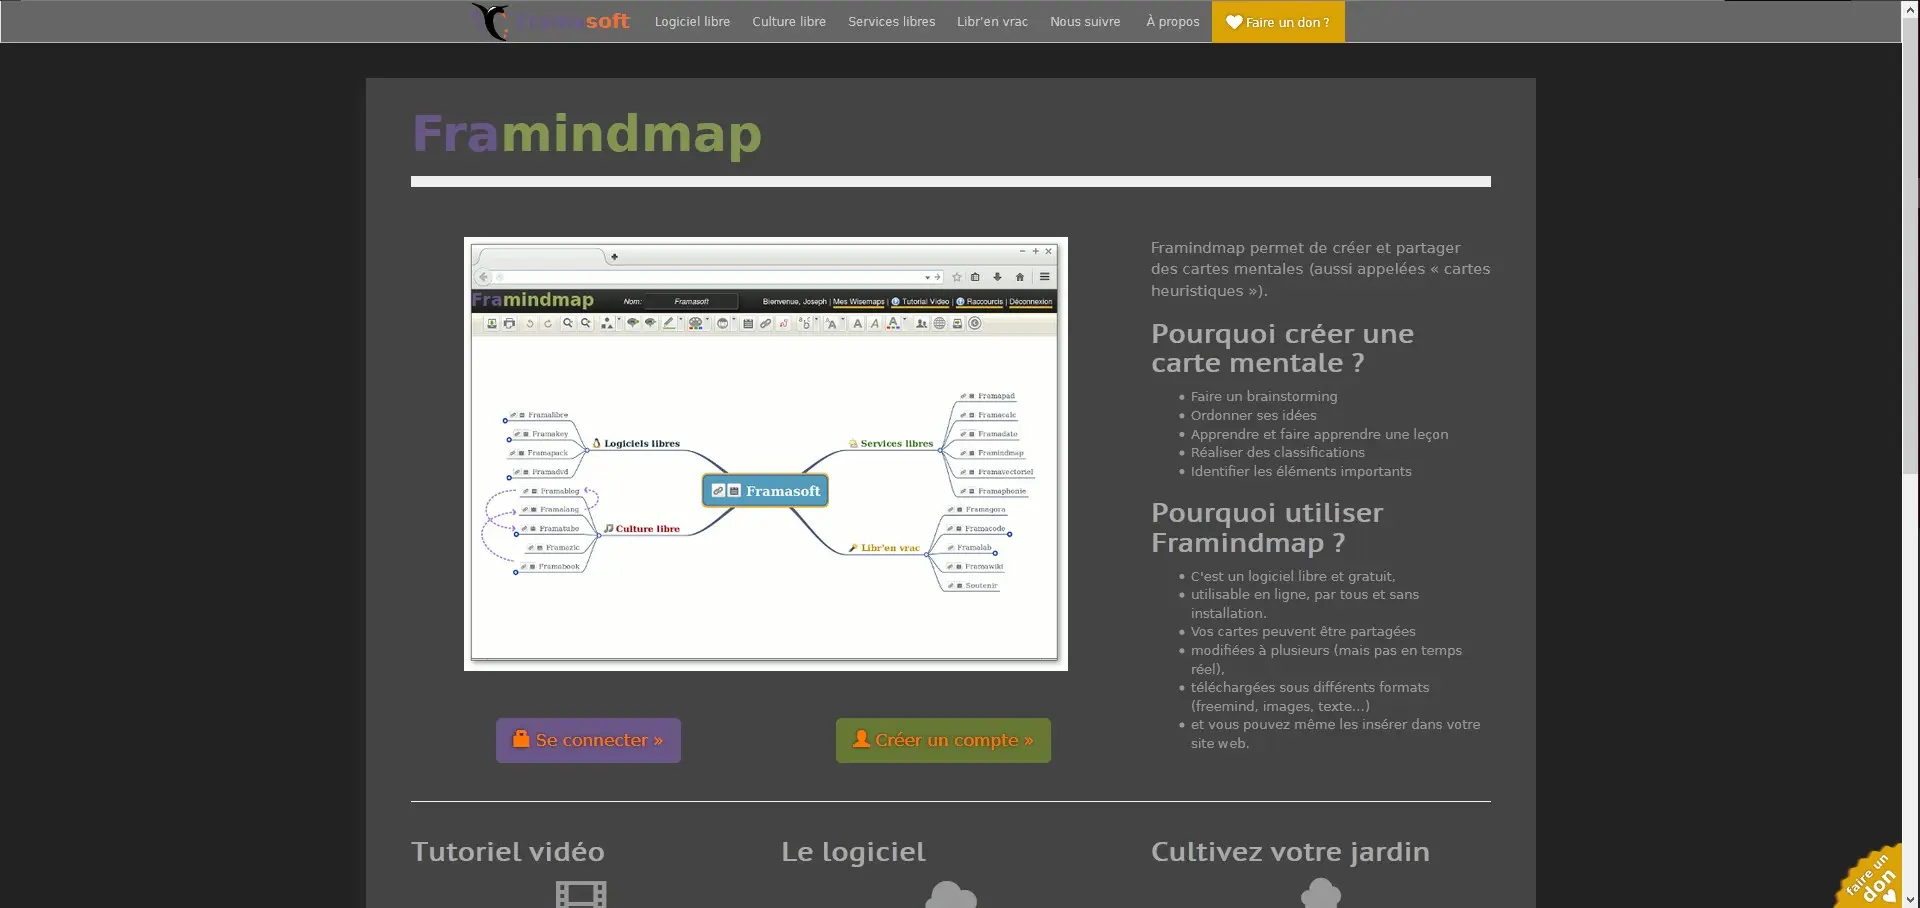 Framasoft
Logiciel libre
Culture libre
Services libres
Libr'en vrac
Nous suivre
À propos
Faire un don ?
Framindmap
Framindmap
Nom:
Framasoft
Bienvenue, Joseph | Mes Wisemaps | Tutorial Video | Raccourcis | Déconnexion
Framalibre
Framakey
Framapack
Framadvd
Logiciels libres
Framablog
Framalang
Framatube
Framazic
Framabook
Culture libre
Framasoft
Services libres
Framapad
Framacalc
Framadate
Framindmap
Framavectoriel
Framaphonie
Libr'en vrac
Framagora
Framacode
Framalab
Framawiki
Soutenir
Se connecter »
Créer un compte »
Framindmap permet de créer et partager
des cartes mentales (aussi appelées « cartes
heuristiques »).
Pourquoi créer une
carte mentale ?
Faire un brainstorming
Ordonner ses idées
Apprendre et faire apprendre une leçon
Réaliser des classifications
Identifier les éléments importants
Pourquoi utiliser
Framindmap ?
C'est un logiciel libre et gratuit,
utilisable en ligne, par tous et sans
installation.
Vos cartes peuvent être partagées
modifiées à plusieurs (mais pas en temps
réel),
téléchargées sous différents formats
(freemind, images, texte…)
et vous pouvez même les insérer dans votre
site web.
Tutoriel vidéo
Le logiciel
Cultivez votre jardin
faire un
don